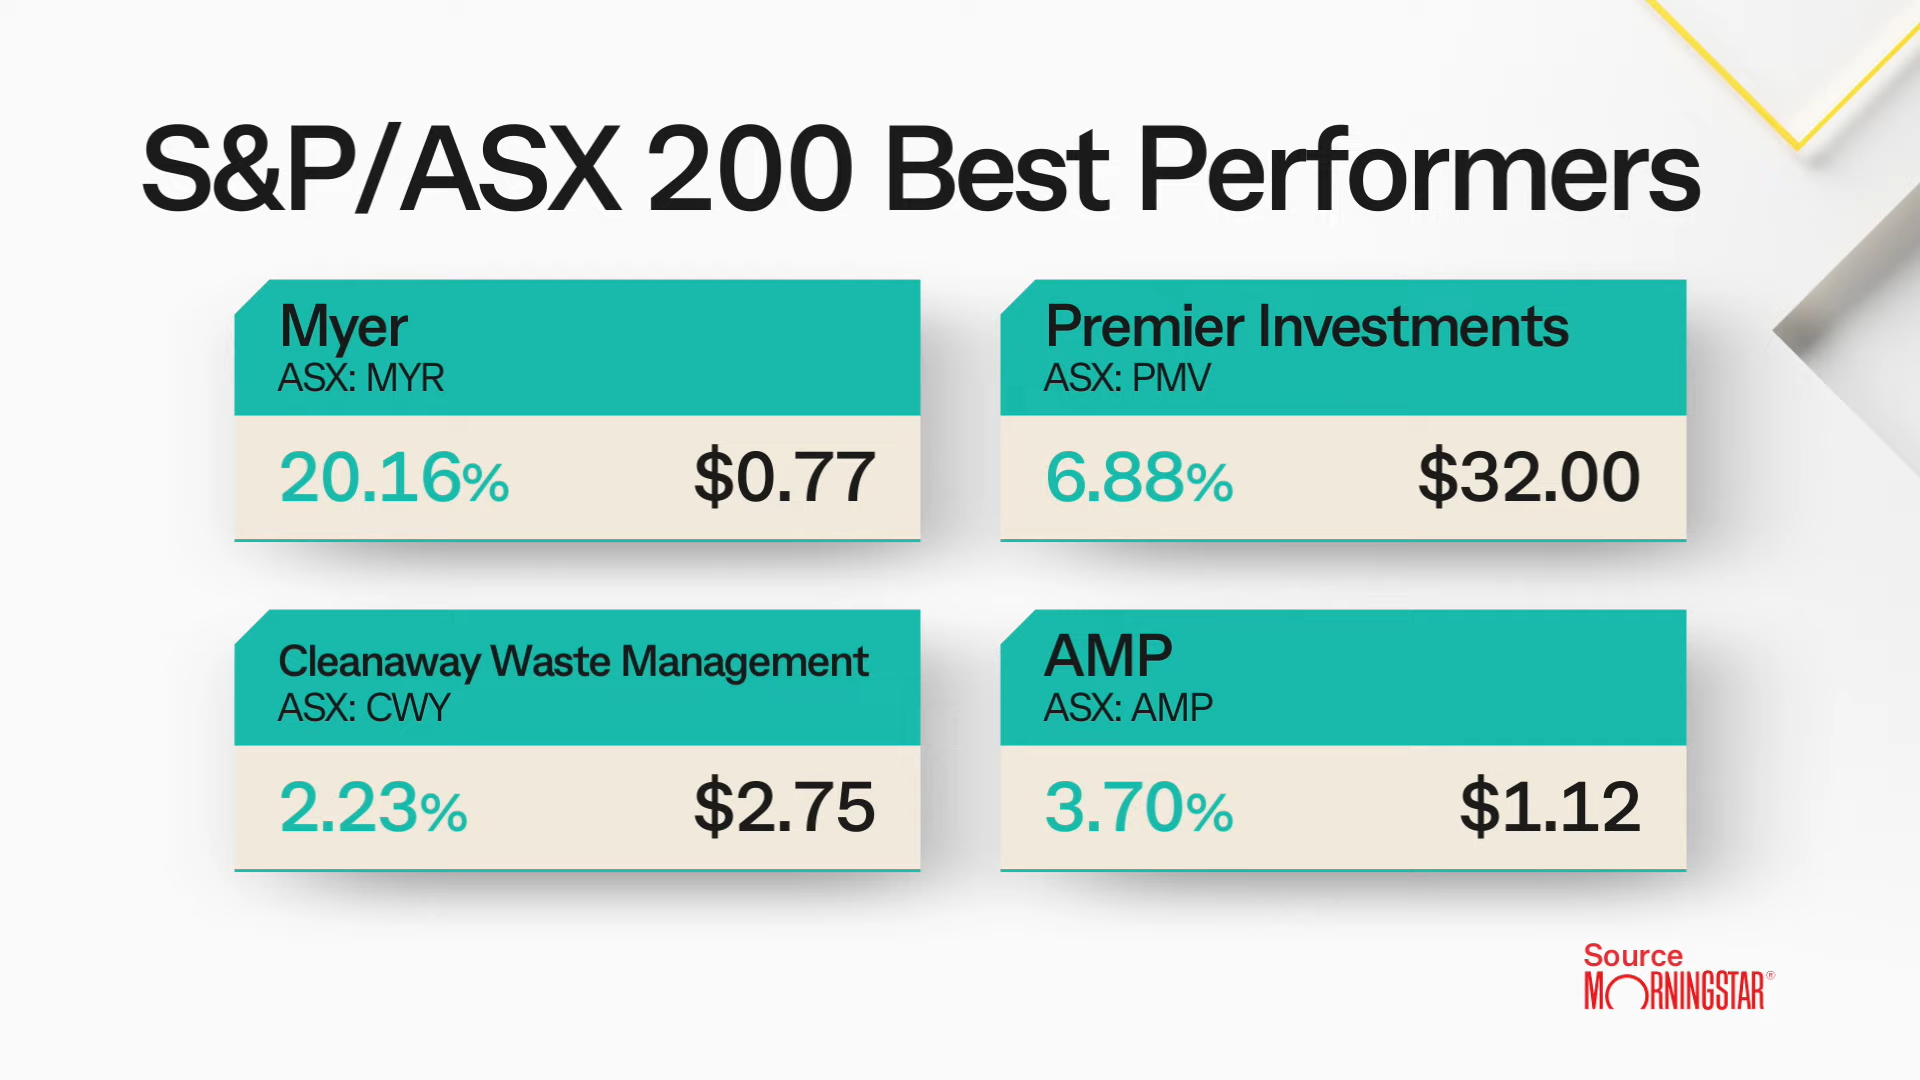 S&P/ASX 200 Best Performers
Myer
ASX: MYR
20.16% $0.77
Premier Investments
ASX: PMV
6.88% $32.00
Cleanaway Waste Management
ASX: CWY
2.23% $2.75
AMP
ASX: AMP
3.70% $1.12
Source
MORNINGSTAR®